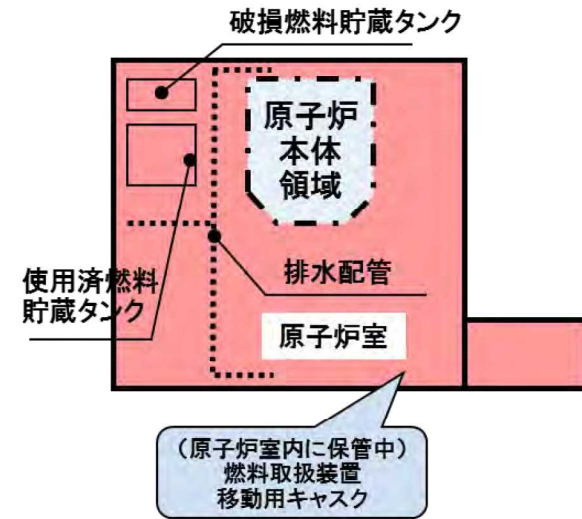 破損燃料貯蔵タンク
原子炉
本体
領域
使用済燃料
貯蔵タンク
排水配管
原子炉室
（原子炉室内に保管中）
燃料取扱装置
移動用キャスク